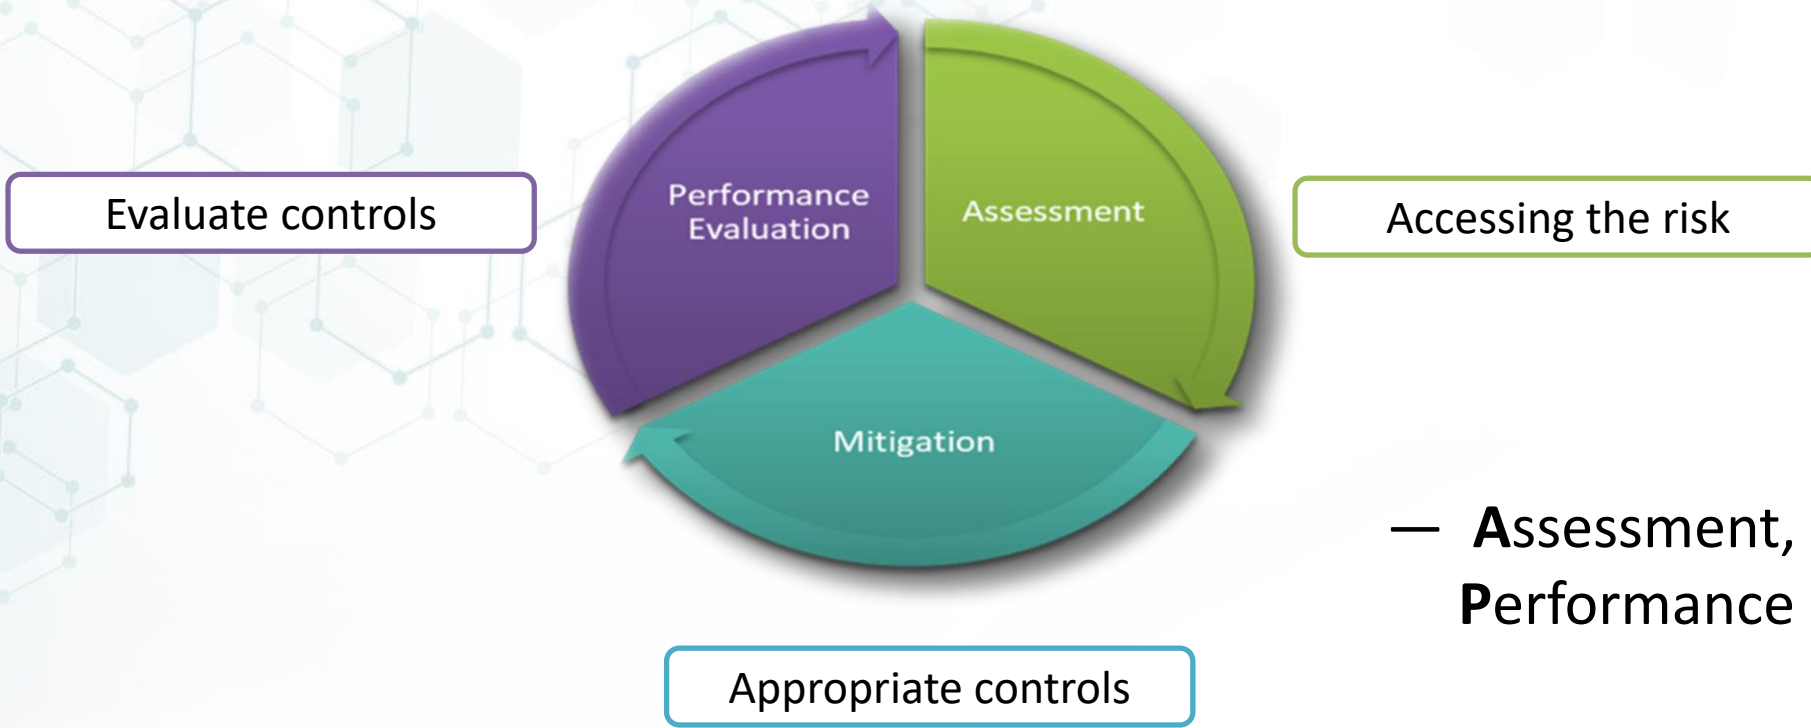 Performance
Evaluation
Assessment
Evaluate controls
Accessing the risk
Mitigation
— Assessment,
Performance
Appropriate controls